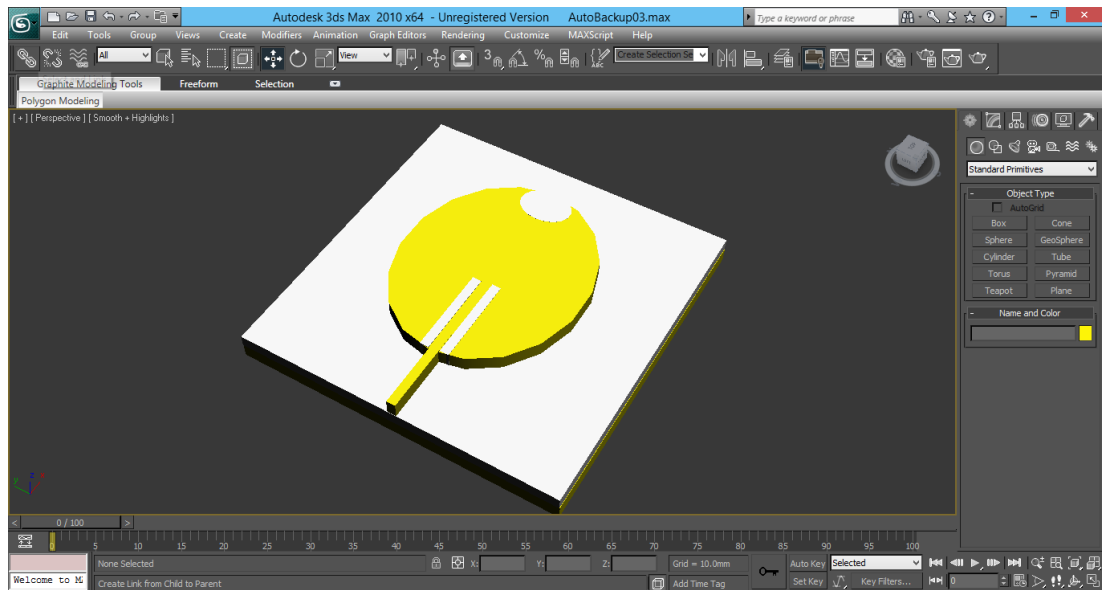 Autodesk 3ds Max 2010 x64 - Unregistered Version AutoBackup03.max
Type a keyword or phrase
Edit Tools Group Views Create Modifiers Animation Graph Editors Rendering Customize MAXScript Help
All View 3 Create Selection Se
Graphite Modeling Tools Freeform Selection
Polygon Modeling
[ + ] [ Perspective ] [ Smooth + Highlights ]
Standard Primitives
- Object Type
AutoGrid
Box Cone
Sphere GeoSphere
Cylinder Tube
Torus Pyramid
Teapot Plane
- Name and Color
z
y
< 0 / 100 >
0 5 10 15 20 25 30 35 40 45 50 55 60 65 70 75 80 85 90 95 100
None Selected X: Y: Z: Grid = 10.0mm Auto Key Selected
Welcome to M Create Link from Child to Parent Add Time Tag Set Key Key Filters... 0